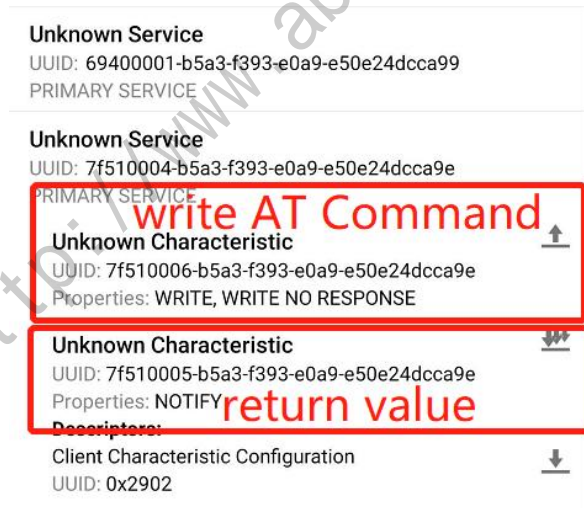 Unknown Service
UUID: 69400001-b5a3-f393-e0a9-e50e24dcca99
PRIMARY SERVICE
Unknown Service
UUID: 7f510004-b5a3-f393-e0a9-e50e24dcca9e
PRIMARY SERVICE
write AT Command
Unknown Characteristic
UUID: 7f510006-b5a3-f393-e0a9-e50e24dcca9e
Properties: WRITE, WRITE NO RESPONSE
Unknown Characteristic
UUID: 7f510005-b5a3-f393-e0a9-e50e24dcca9e
Properties: NOTIFY
return value
Descriptors:
Client Characteristic Configuration
UUID: 0x2902